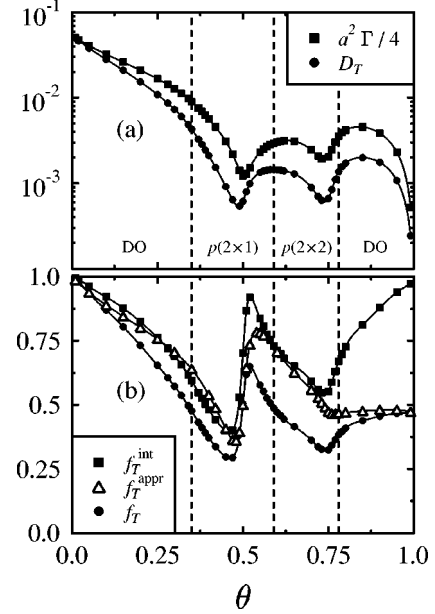 10⁻¹
a² Γ / 4
D_T
10⁻²
(a)
10⁻³
DO p(2×1) p(2×2) DO
1.0
0.75
0.5
(b)
0.25
f_T^int
f_T^appr
f_T
0.0
0.0 0.25 0.5 0.75 1.0
θ